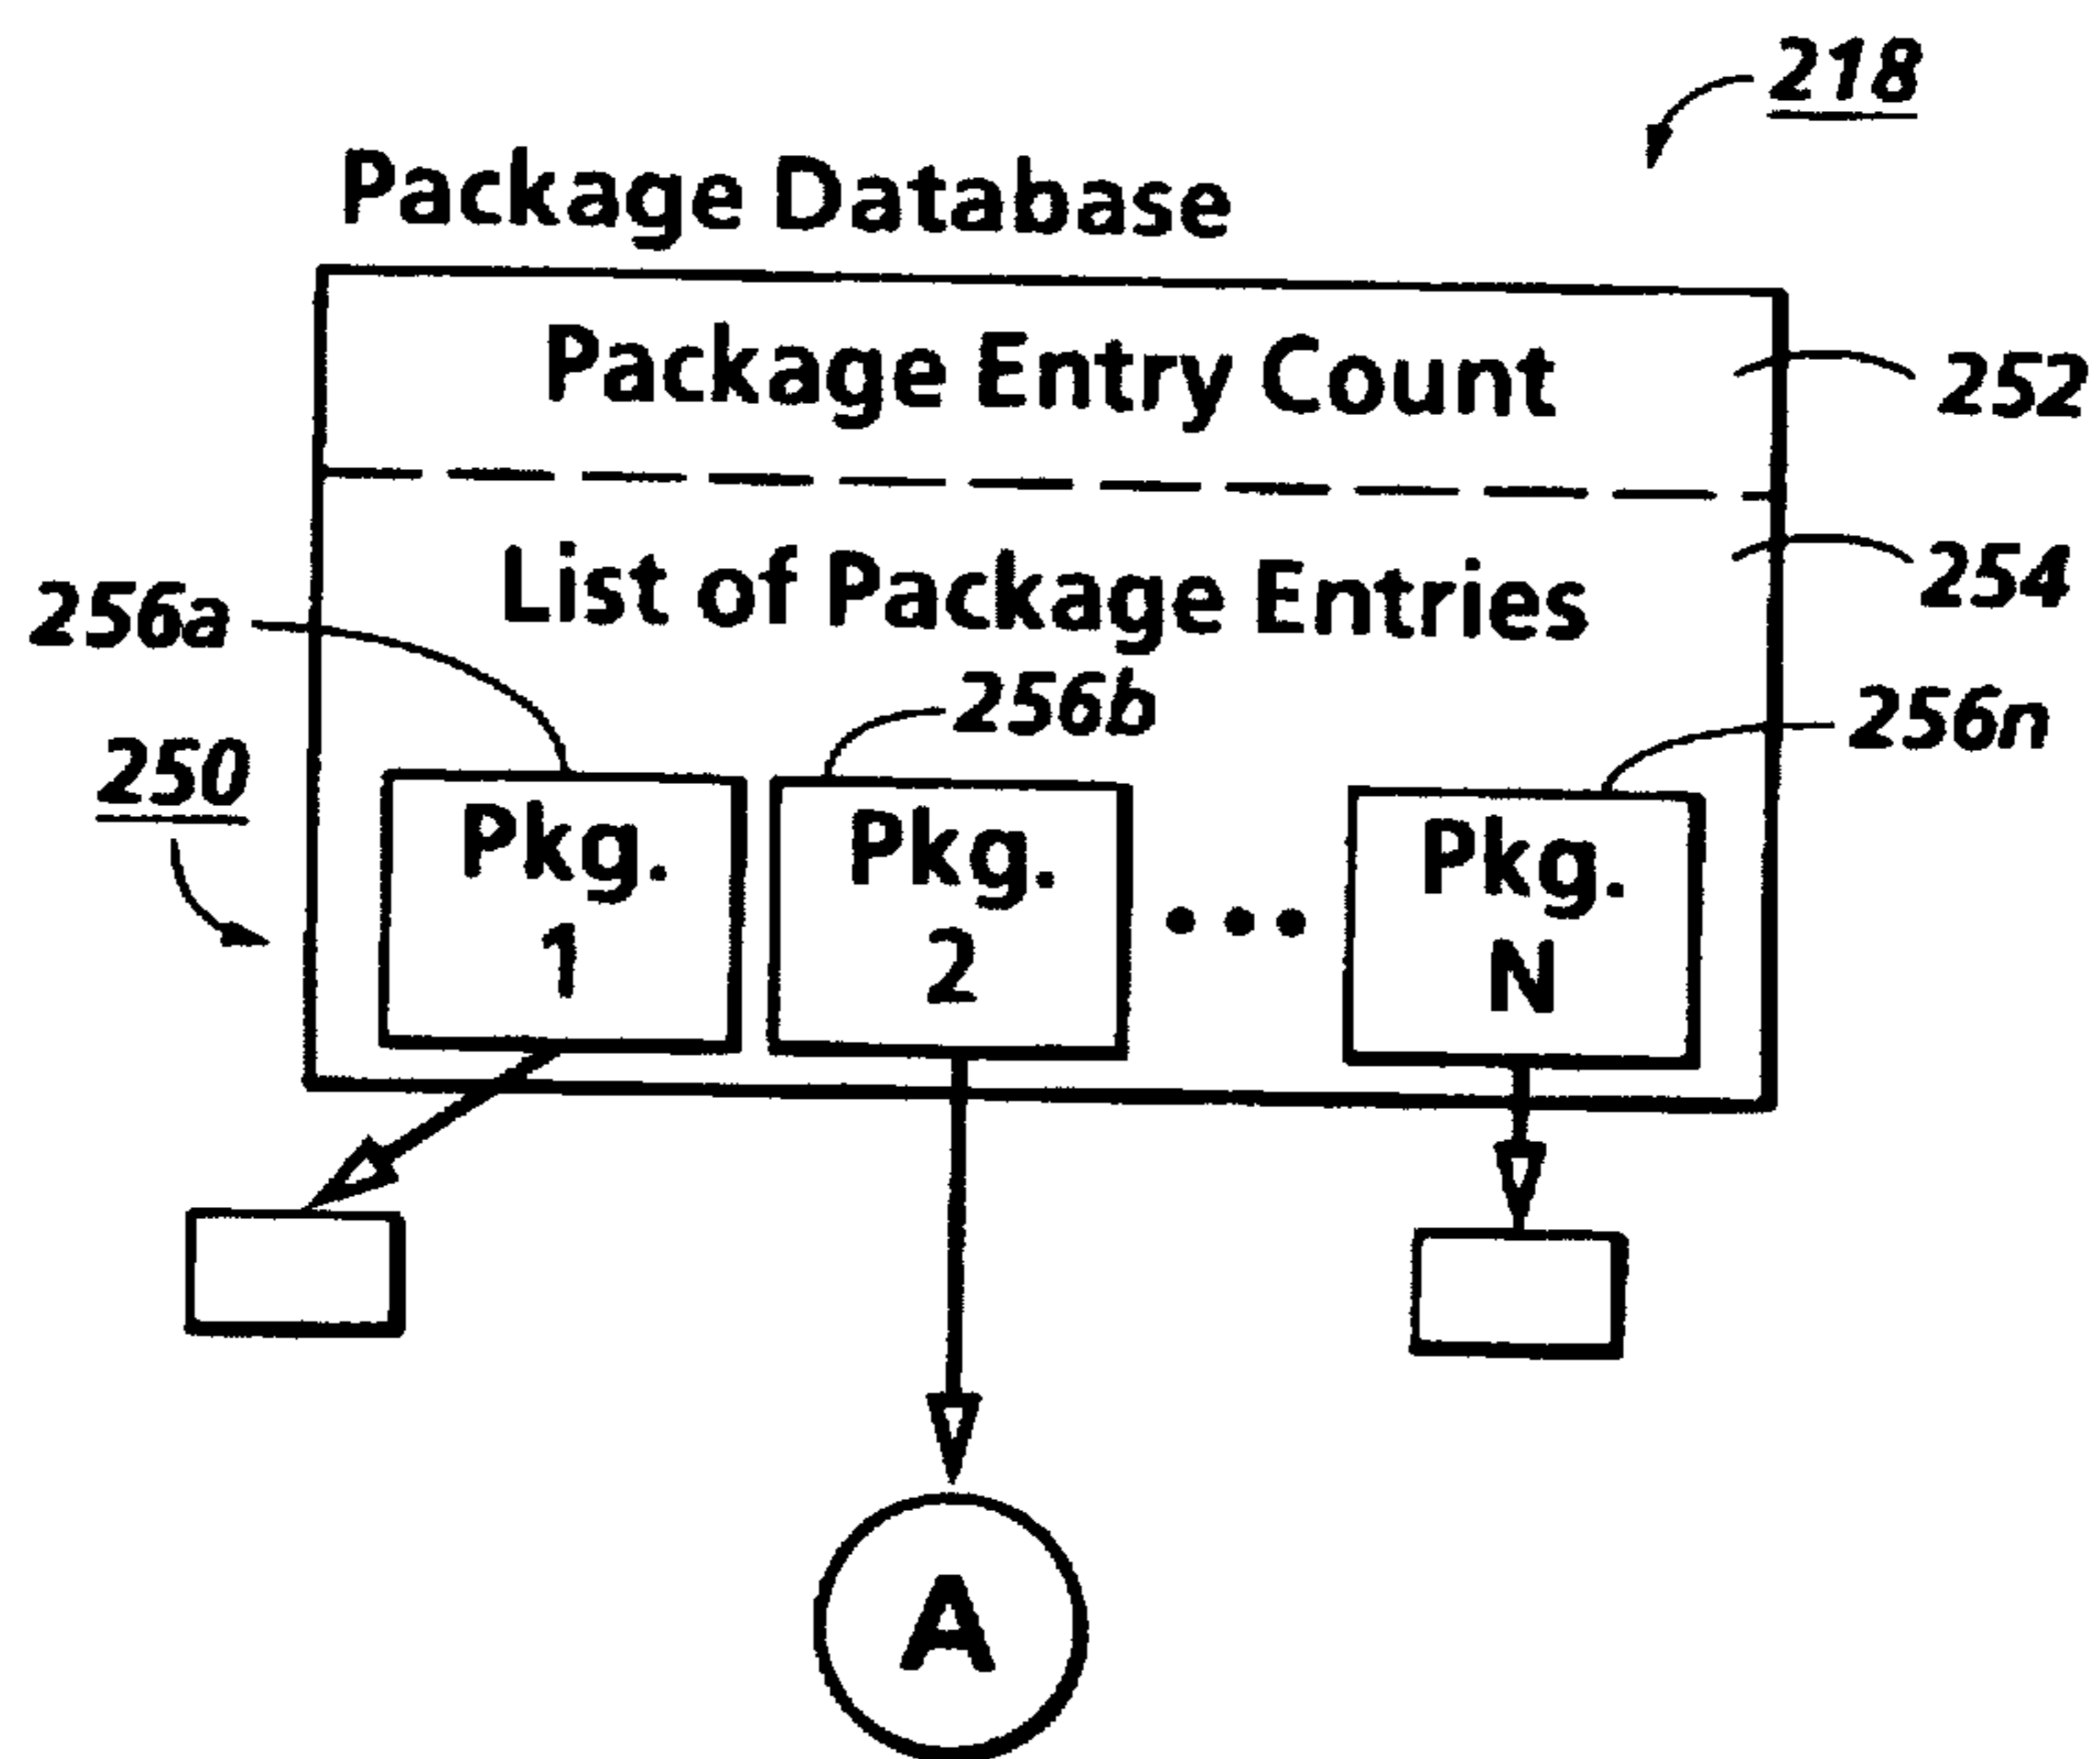 218
Package Database
Package Entry Count
252
List of Package Entries
254
256a
256b
256n
250
Pkg.
1
Pkg.
2
Pkg.
N
A